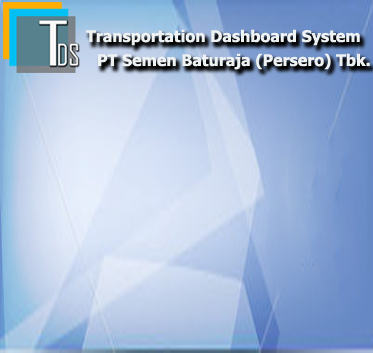 TDS
Transportation Dashboard System
PT Semen Baturaja (Persero) Tbk.